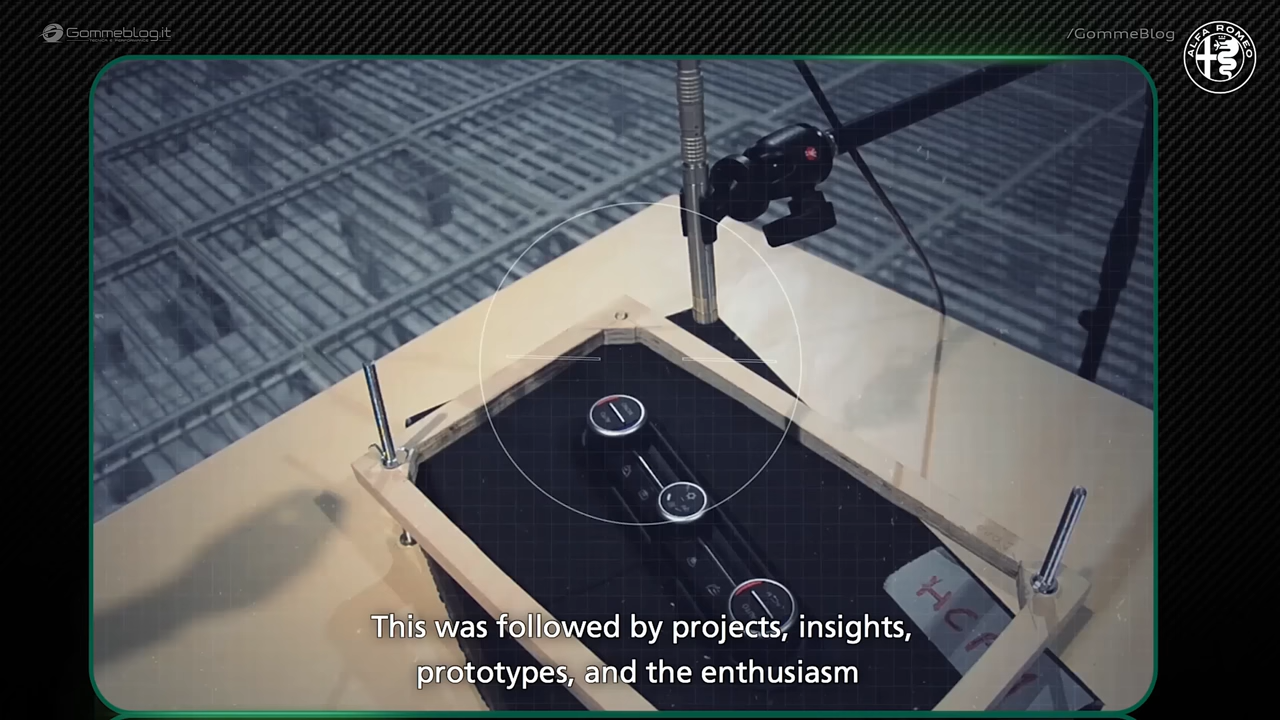 Gommeblog.it
/GommeBlog
ALFA ROMEO
This was followed by projects, insights,
prototypes, and the enthusiasm